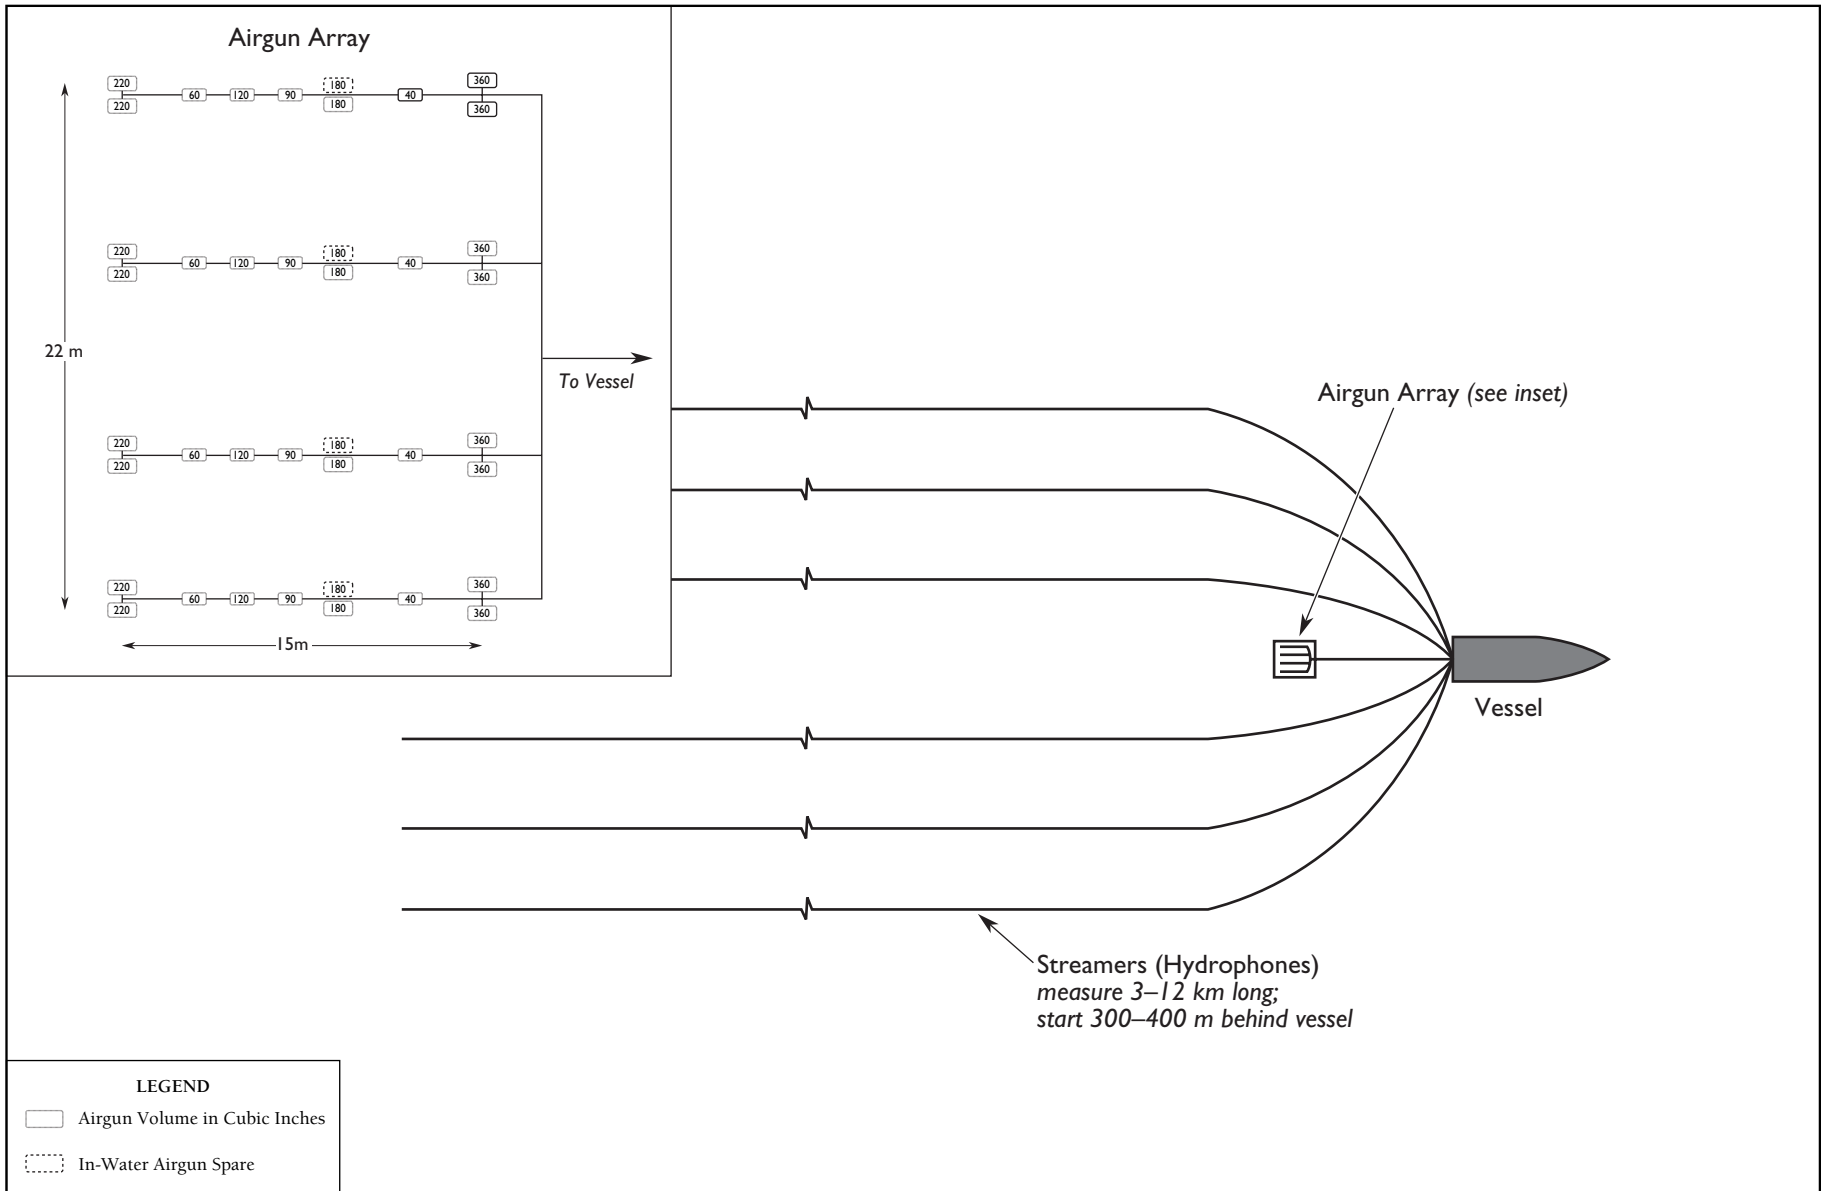 Airgun Array
220 60 120 90 180 40 360
220 180 360
220 60 120 90 180 40 360
220 180 360
22 m
To Vessel
220 60 120 90 180 40 360
220 180 360
220 60 120 90 180 40 360
220 180 360
15m
Airgun Array (see inset)
Vessel
Streamers (Hydrophones)
measure 3–12 km long;
start 300–400 m behind vessel
LEGEND
Airgun Volume in Cubic Inches
In-Water Airgun Spare